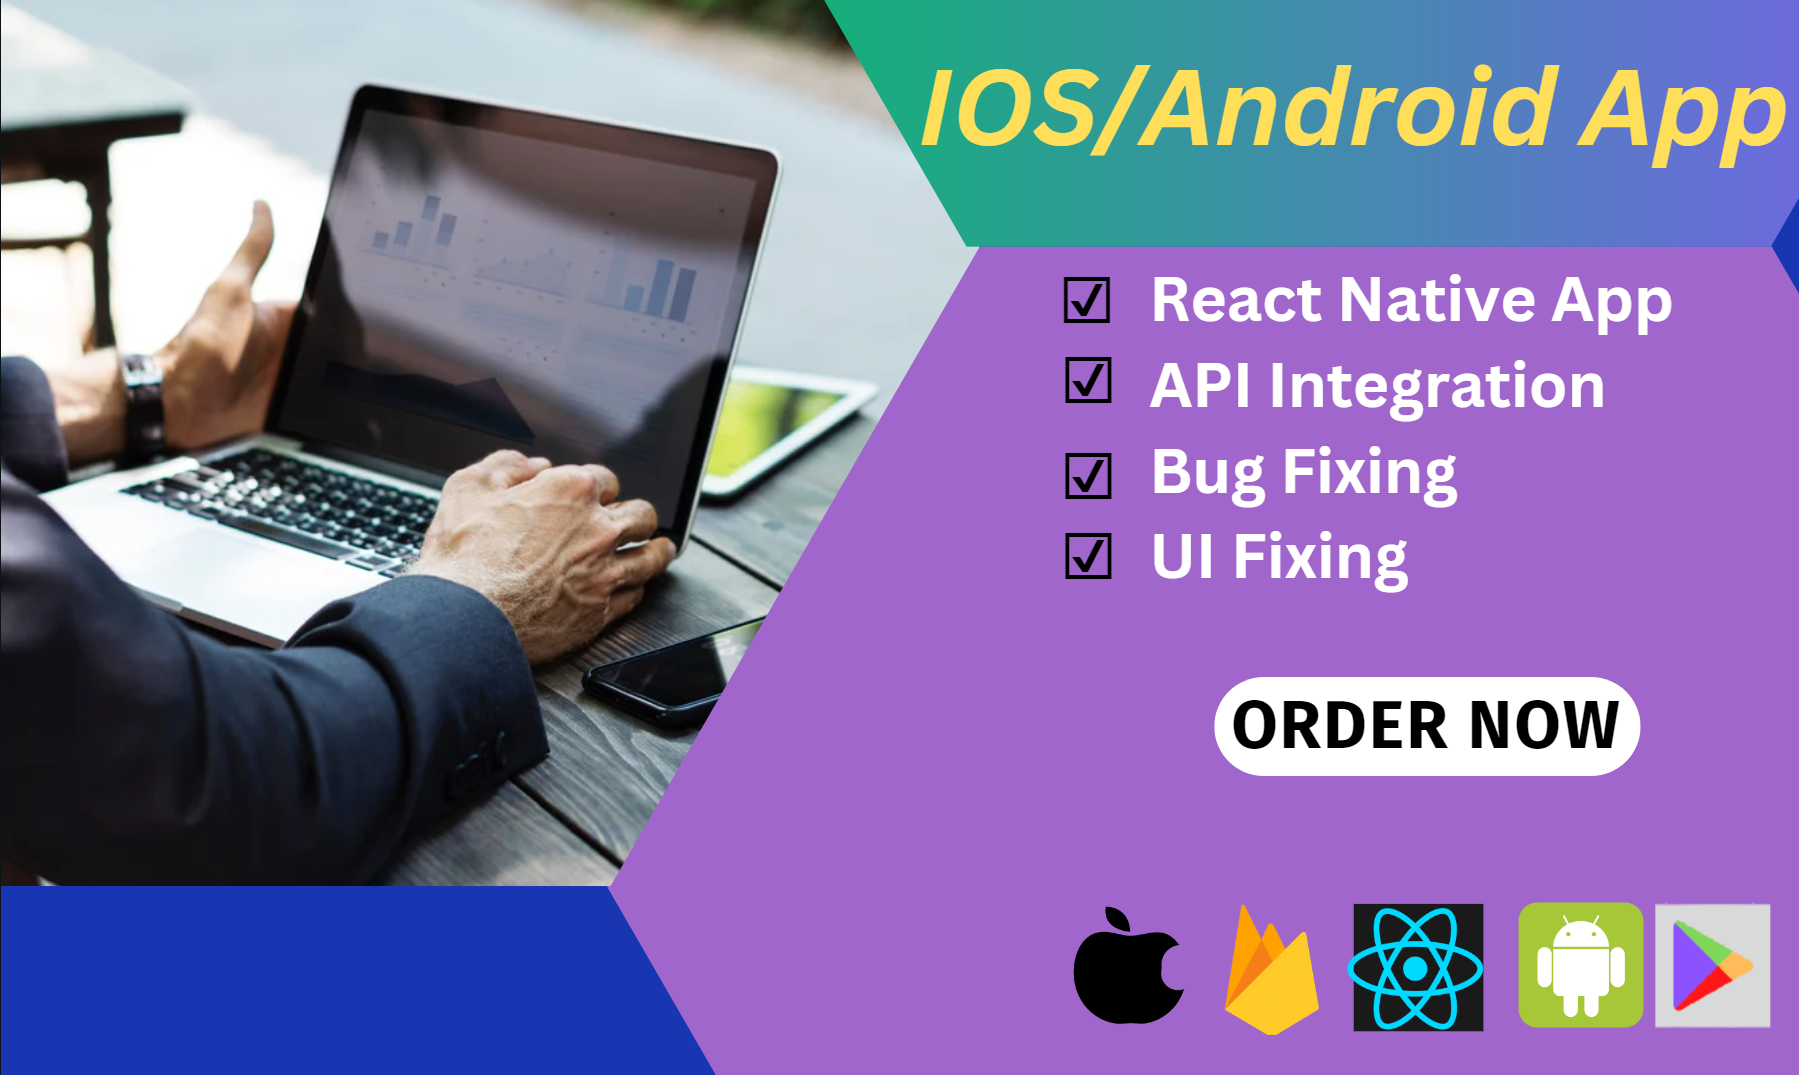 IOS/Android App
React Native App
API Integration
Bug Fixing
UI Fixing
ORDER NOW